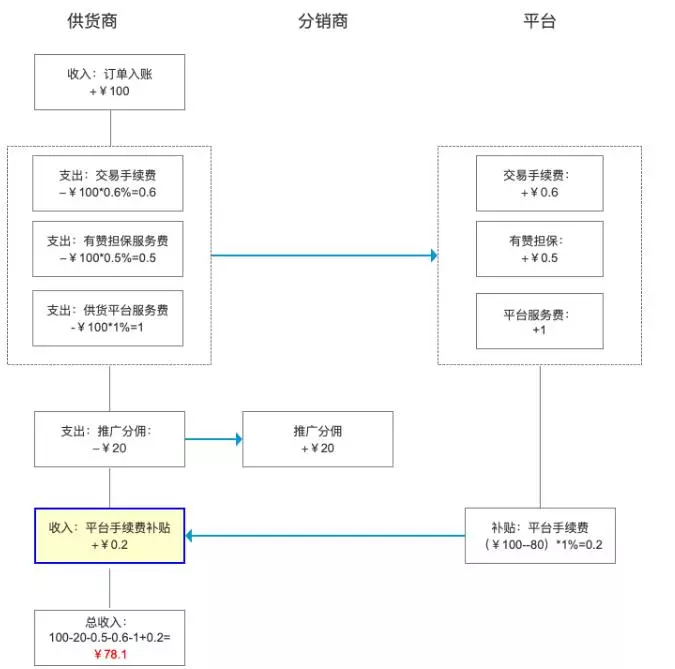 供货商
分销商
平台
收入：订单入账
+￥100
支出：交易手续费
–￥100*0.6%=0.6
交易手续费：
+￥0.6
支出：有赞担保服务费
–￥100*0.5%=0.5
有赞担保：
+￥0.5
支出：供货平台服务费
-￥100*1%=1
平台服务费：
+1
支出：推广分佣：
–￥20
推广分佣
+￥20
收入：平台手续费补贴
+￥0.2
补贴：平台手续费
（￥100--80）*1%=0.2
总收入：
100-20-0.5-0.6-1+0.2=
￥78.1